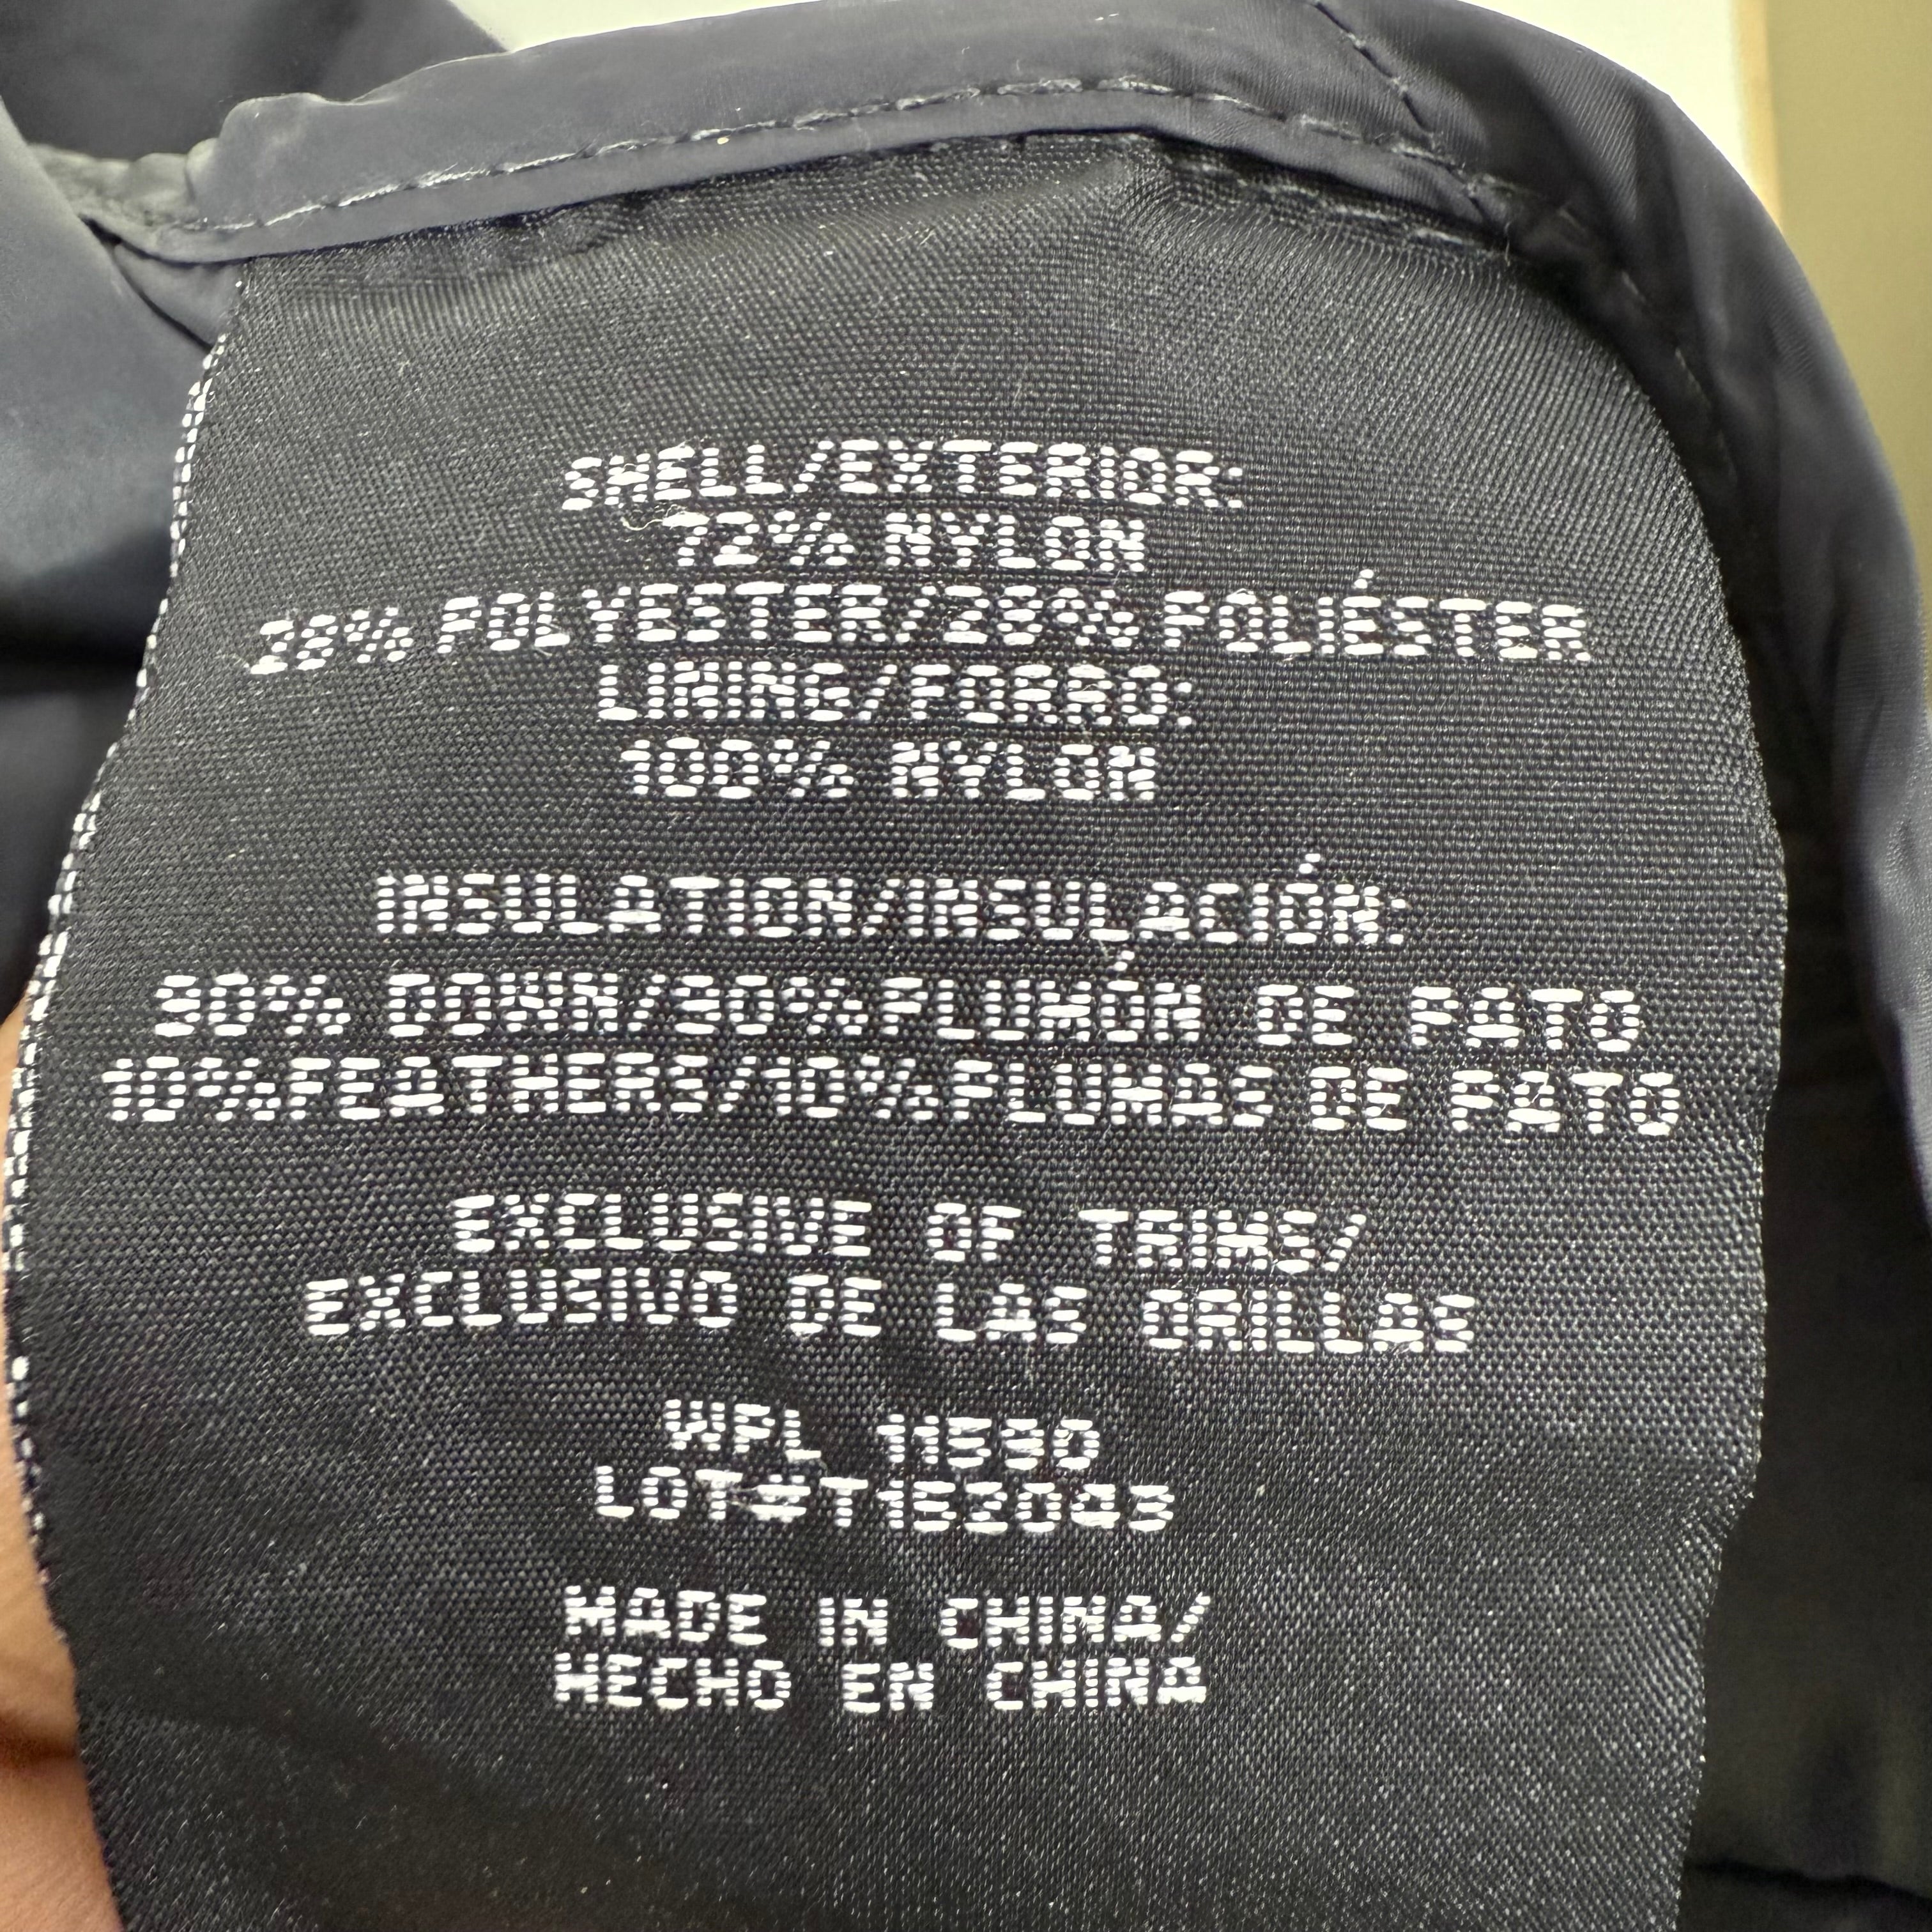 SHELL/EXTERIOR:
72% NYLON
28% POLYESTER/28% POLIÉSTER
LINING/FORRO:
100% NYLON
INSULATION/INSULACIÓN:
90% DOWN/90%PLUMÓN DE PATO
10%FEATHERS/10%PLUMAS DE PATO
EXCLUSIVE OF TRIMS/
EXCLUSIVO DE LAS ORILLAS
WPL 11590
LOT#T152043
MADE IN CHINA/
HECHO EN CHINA